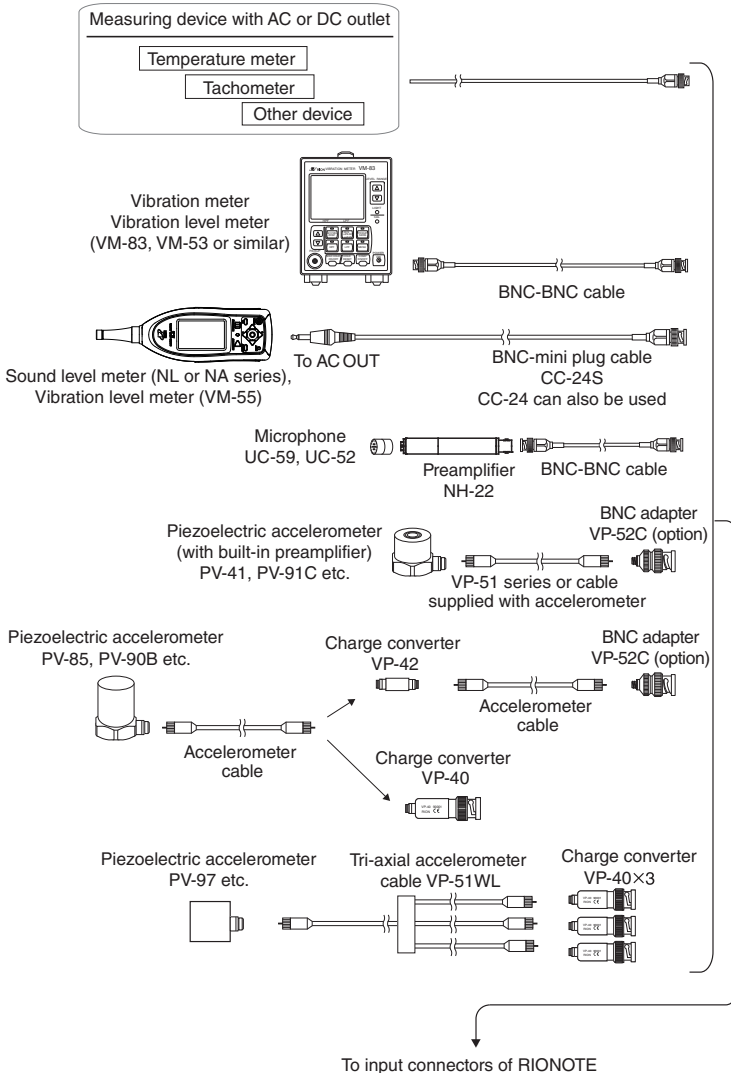 Measuring device with AC or DC outlet
Temperature meter
Tachometer
Other device
Vibration meter
Vibration level meter
(VM-83, VM-53 or similar)
VIBRATION METER VM-83
BNC-BNC cable
To AC OUT
BNC-mini plug cable
CC-24S
CC-24 can also be used
Sound level meter (NL or NA series),
Vibration level meter (VM-55)
Microphone
UC-59, UC-52
Preamplifier
NH-22
BNC-BNC cable
Piezoelectric accelerometer
(with built-in preamplifier)
PV-41, PV-91C etc.
VP-51 series or cable
supplied with accelerometer
BNC adapter
VP-52C (option)
Piezoelectric accelerometer
PV-85, PV-90B etc.
Accelerometer
cable
Charge converter
VP-42
Accelerometer
cable
BNC adapter
VP-52C (option)
Charge converter
VP-40
Piezoelectric accelerometer
PV-97 etc.
Tri-axial accelerometer
cable VP-51WL
Charge converter
VP-40×3
To input connectors of RIONOTE